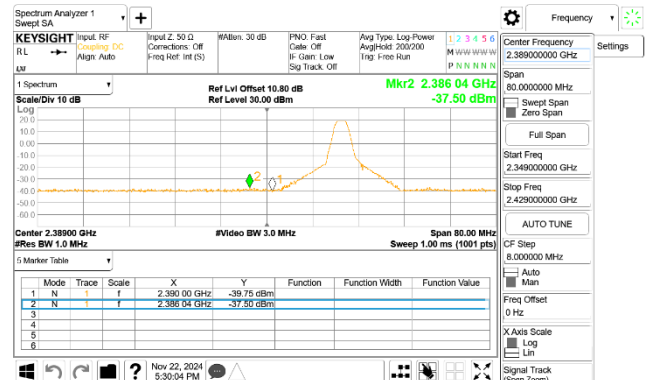 Spectrum Analyzer 1
Swept SA
Frequency
KEYSIGHT Input: RF Input Z: 50 Ω #Atten: 30 dB PNO: Fast Avg Type: Log-Power 1 2 3 4 5 6
RL Coupling: DC Corrections: Off Gate: Off Avg|Hold: 200/200 M W W W W W
Align: Auto Freq Ref: Int (S) IF Gain: Low Trig: Free Run
Sig Track: Off P N N N N N
Center Frequency
2.389000000 GHz
Settings
1 Spectrum
Scale/Div 10 dB
Ref Lvl Offset 10.80 dB
Ref Level 30.00 dBm
Mkr2 2.386 04 GHz
-37.50 dBm
Log
20.0
10.0
0.00
-10.0
-20.0
-30.0
-40.0
-50.0
-60.0
2
1
Center 2.38900 GHz #Video BW 3.0 MHz Span 80.00 MHz
#Res BW 1.0 MHz Sweep 1.00 ms (1001 pts)
Span
80.0000000 MHz
Swept Span
Zero Span
Full Span
Start Freq
2.349000000 GHz
Stop Freq
2.429000000 GHz
AUTO TUNE
CF Step
8.000000 MHz
Auto
Man
Freq Offset
0 Hz
X Axis Scale
Log
Lin
Signal Track
(Span Zoom)
5 Marker Table
Mode Trace Scale X Y Function Function Width Function Value
1 N 1 f 2.390 00 GHz -39.75 dBm
2 N 1 f 2.386 04 GHz -37.50 dBm
3
4
5
6
Nov 22, 2024
5:30:04 PM